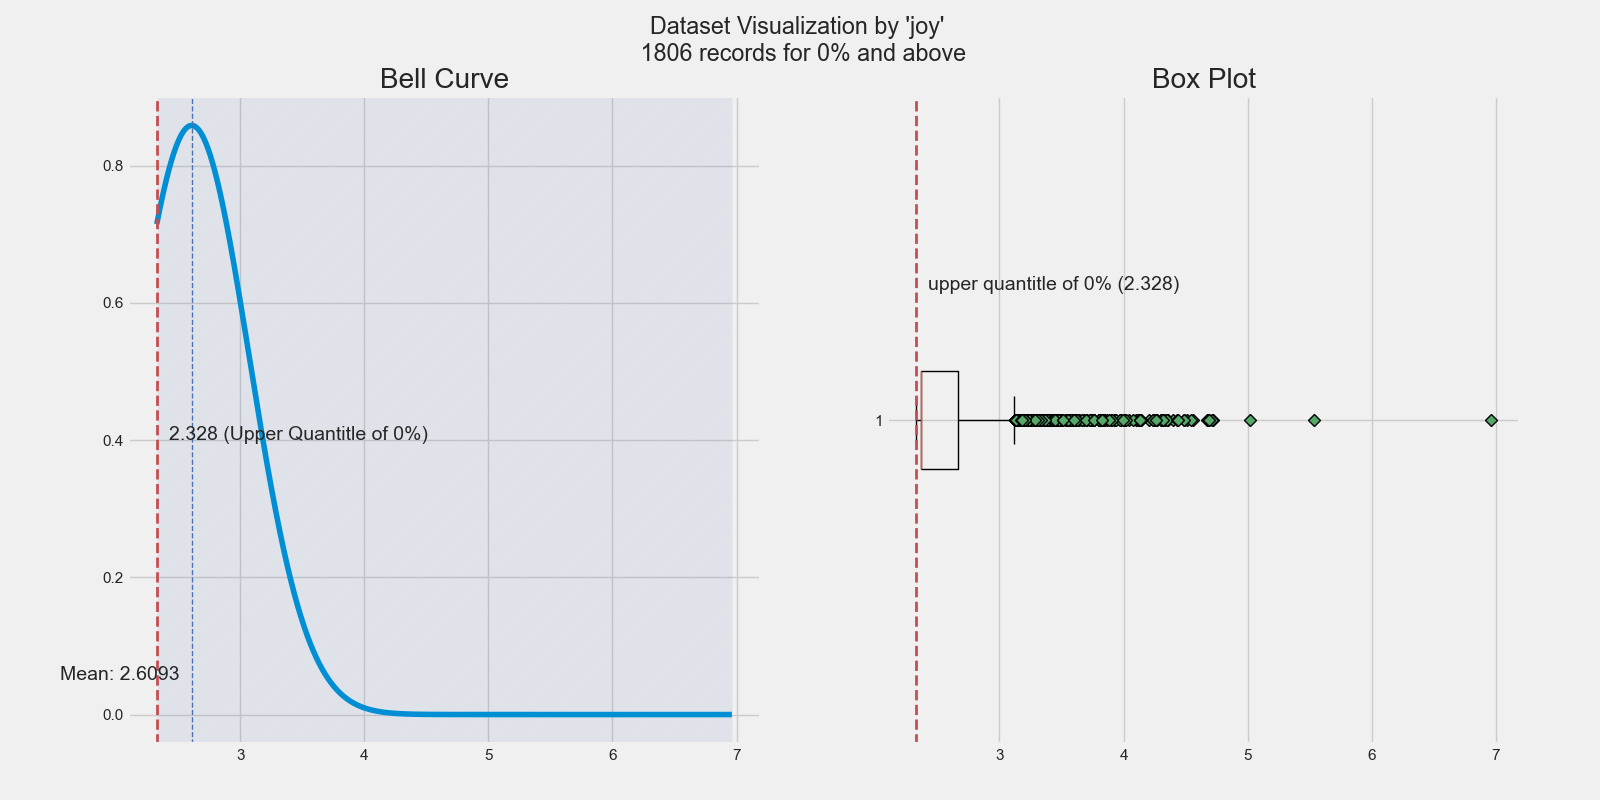 Dataset Visualization by 'joy'
1806 records for 0% and above
Bell Curve
0.8
0.6
0.4
0.2
0.0
2.328 (Upper Quantitle of 0%)
Mean: 2.6093
3 4 5 6 7
Box Plot
upper quantitle of 0% (2.328)
1
3 4 5 6 7